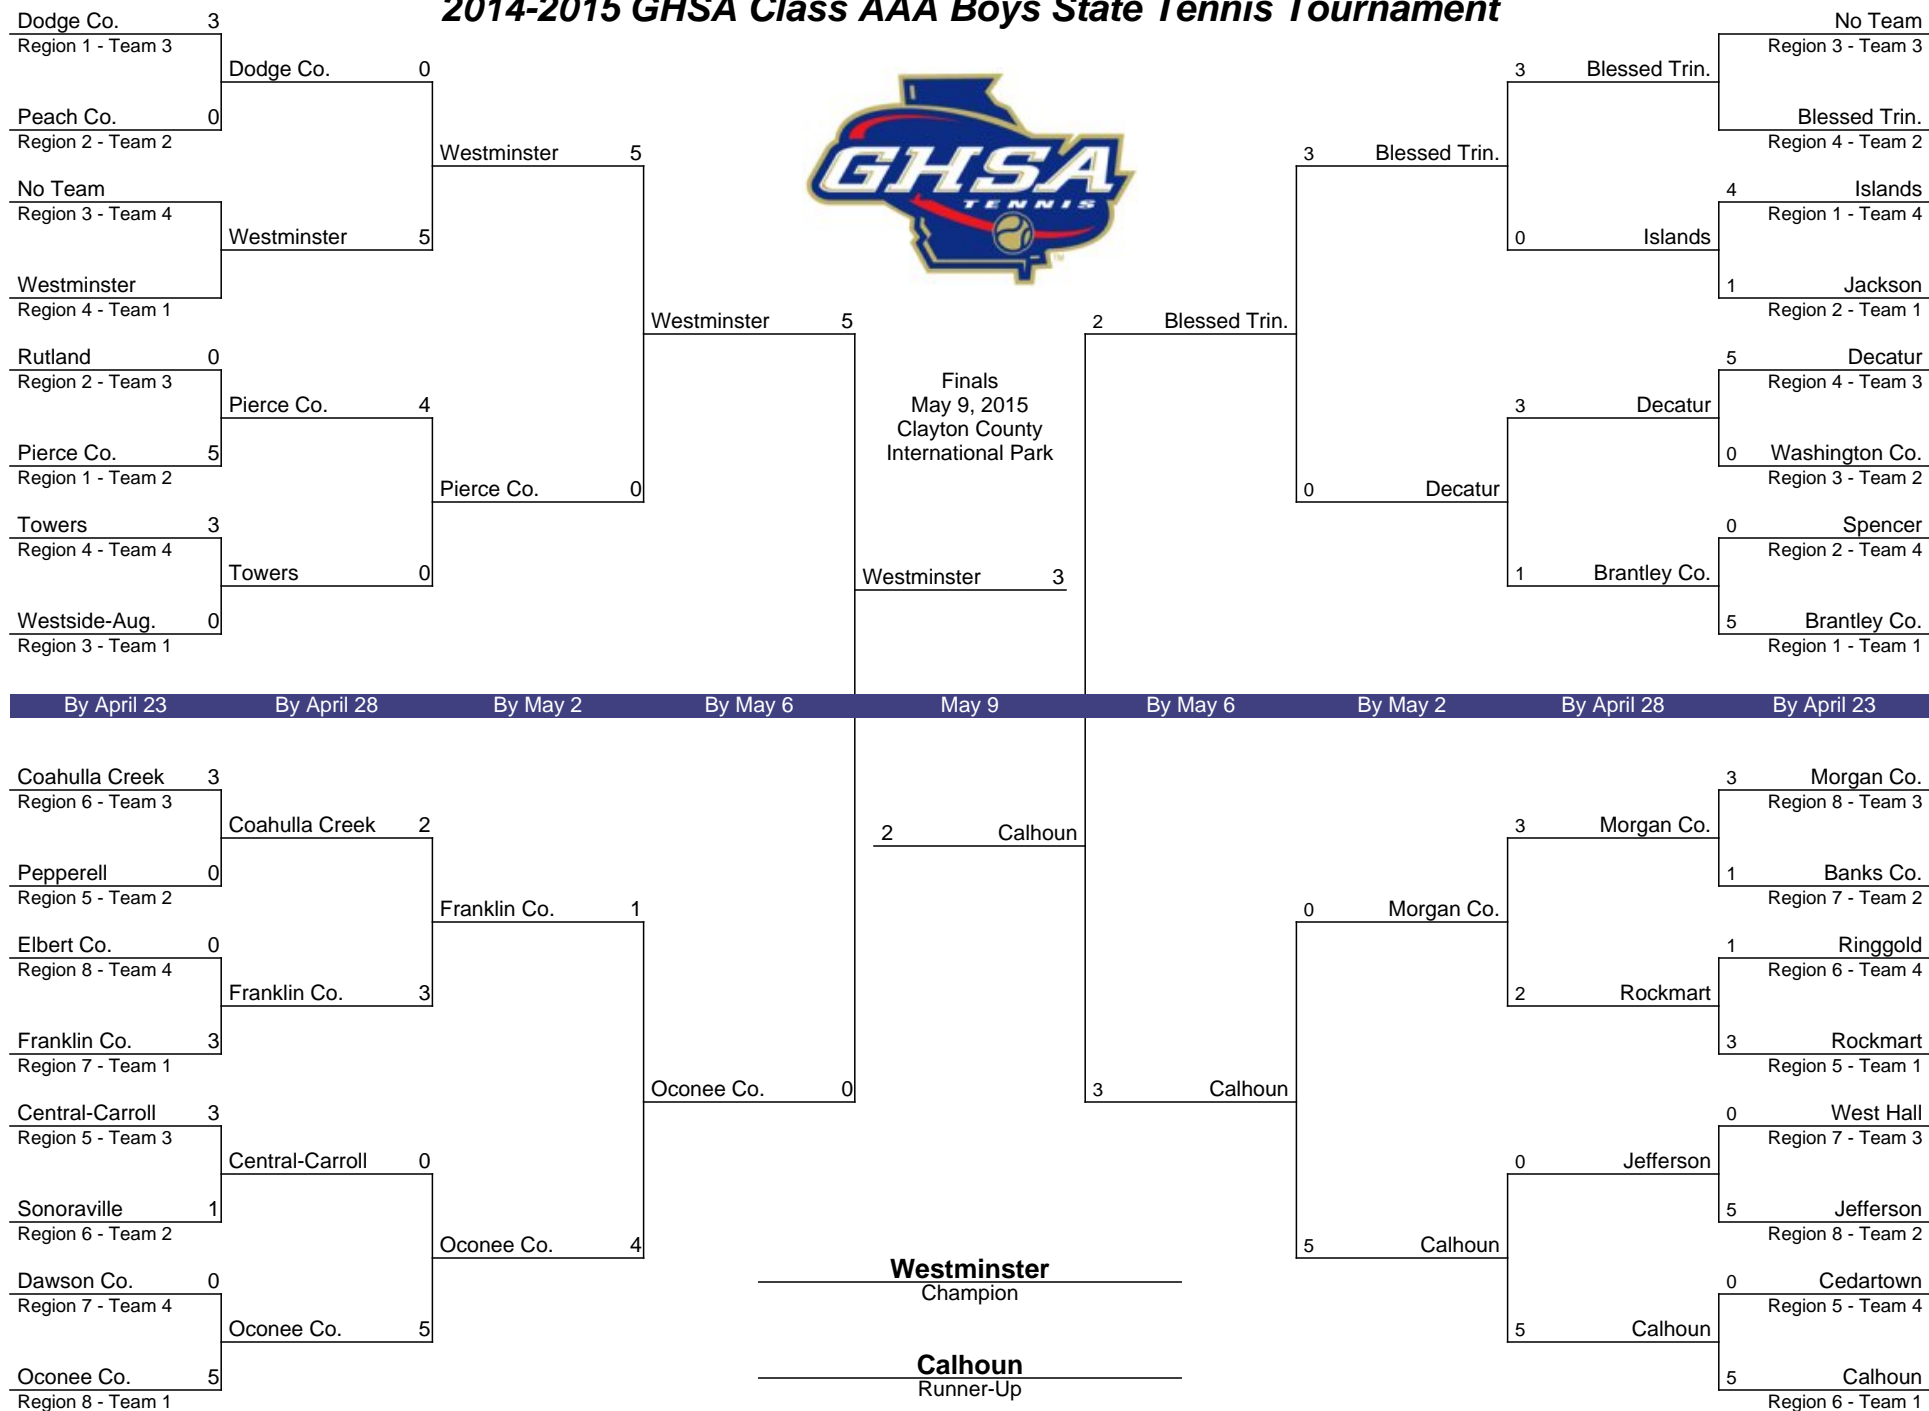 2014-2015 GHSA Class AAA Boys State Tennis Tournament
Dodge Co. 3
Region 1 - Team 3
Peach Co. 0
Region 2 - Team 2
No Team
Region 3 - Team 4
Westminster
Region 4 - Team 1
Rutland 0
Region 2 - Team 3
Pierce Co. 5
Region 1 - Team 2
Towers 3
Region 4 - Team 4
Westside-Aug. 0
Region 3 - Team 1
Dodge Co. 0
Westminster 5
Pierce Co. 4
Towers 0
Westminster 5
Pierce Co. 0
Westminster 5
GHSA
TENNIS
TM
Finals
May 9, 2015
Clayton County
International Park
Westminster 3
2 Blessed Trin.
3 Blessed Trin.
0 Decatur
3 Blessed Trin.
0 Islands
3 Decatur
1 Brantley Co.
No Team
Region 3 - Team 3
Blessed Trin.
Region 4 - Team 2
4 Islands
Region 1 - Team 4
1 Jackson
Region 2 - Team 1
5 Decatur
Region 4 - Team 3
0 Washington Co.
Region 3 - Team 2
0 Spencer
Region 2 - Team 4
5 Brantley Co.
Region 1 - Team 1
By April 23 By April 28 By May 2 By May 6 May 9 By May 6 By May 2 By April 28 By April 23
Coahulla Creek 3
Region 6 - Team 3
Pepperell 0
Region 5 - Team 2
Elbert Co. 0
Region 8 - Team 4
Franklin Co. 3
Region 7 - Team 1
Central-Carroll 3
Region 5 - Team 3
Sonoraville 1
Region 6 - Team 2
Dawson Co. 0
Region 7 - Team 4
Oconee Co. 5
Region 8 - Team 1
Coahulla Creek 2
Franklin Co. 3
Central-Carroll 0
Oconee Co. 5
Franklin Co. 1
Oconee Co. 4
Oconee Co. 0
2 Calhoun
Westminster
Champion
Calhoun
Runner-Up
3 Calhoun
0 Morgan Co.
5 Calhoun
3 Morgan Co.
2 Rockmart
0 Jefferson
5 Calhoun
3 Morgan Co.
Region 8 - Team 3
1 Banks Co.
Region 7 - Team 2
1 Ringgold
Region 6 - Team 4
3 Rockmart
Region 5 - Team 1
0 West Hall
Region 7 - Team 3
5 Jefferson
Region 8 - Team 2
0 Cedartown
Region 5 - Team 4
5 Calhoun
Region 6 - Team 1